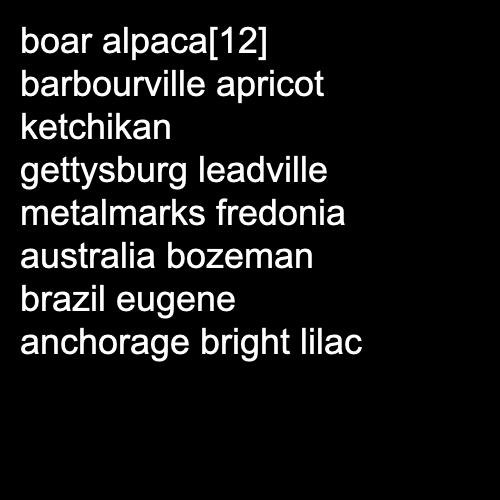 boar alpaca[12]
barbourville apricot
ketchikan
gettysburg leadville
metalmarks fredonia
australia bozeman
brazil eugene
anchorage bright lilac